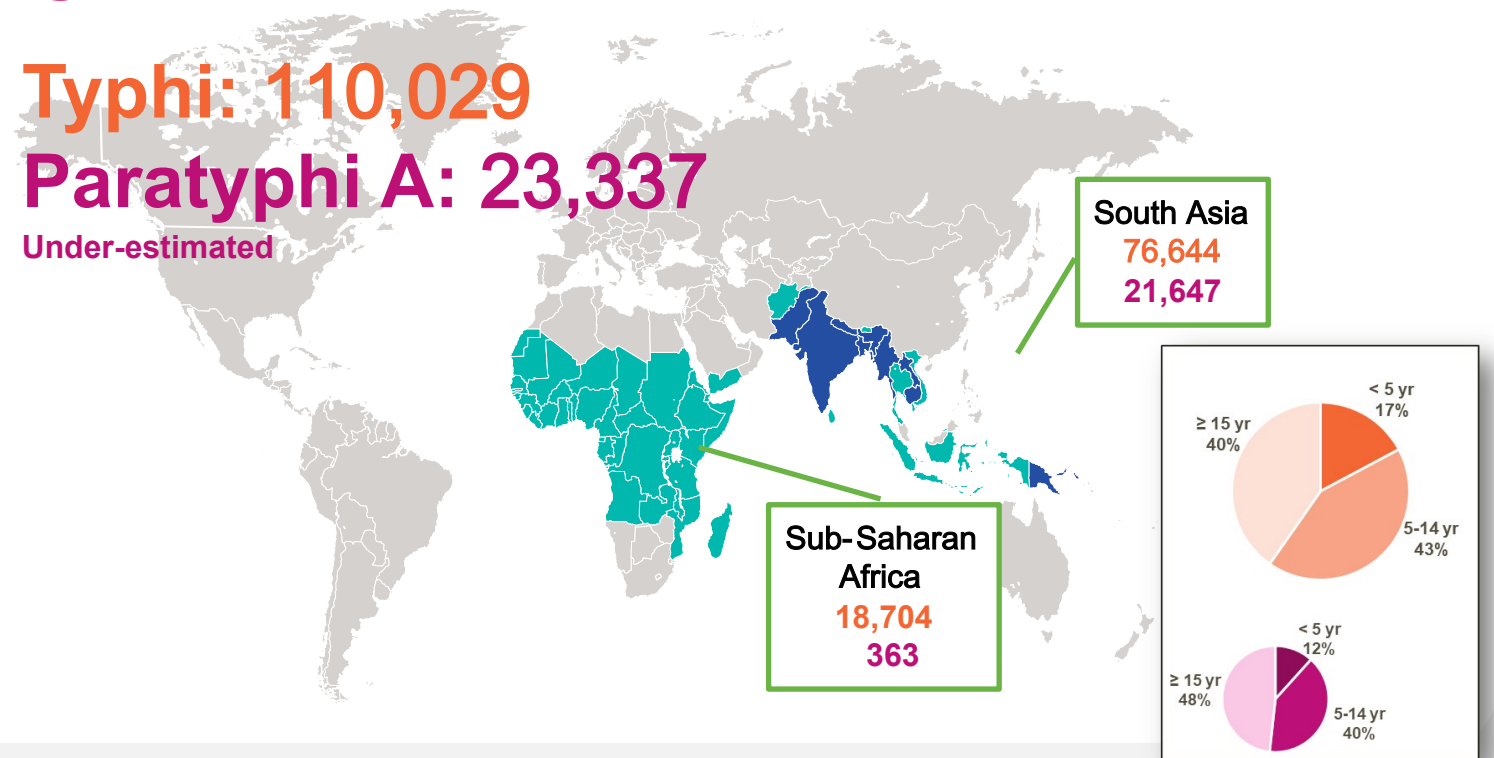 Typhi: 110,029
Paratyphi A: 23,337
Under-estimated
South Asia
76,644
21,647
Sub-Saharan
Africa
18,704
363
< 5 yr
17%
≥ 15 yr
40%
5-14 yr
43%
< 5 yr
12%
≥ 15 yr
48%
5-14 yr
40%